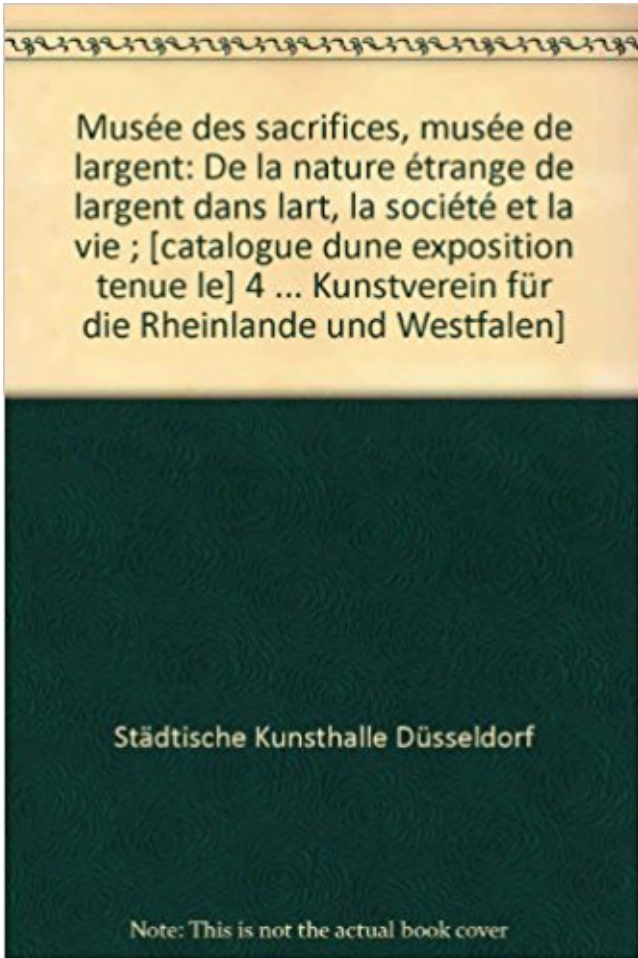 Musée des sacrifices, musée de
largent: De la nature étrange de
largent dans lart, la société et la
vie ; [catalogue dune exposition
tenue le] 4 ... Kunstverein für
die Rheinlande und Westfalen]
Städtische Kunsthalle Düsseldorf
Note: This is not the actual book cover